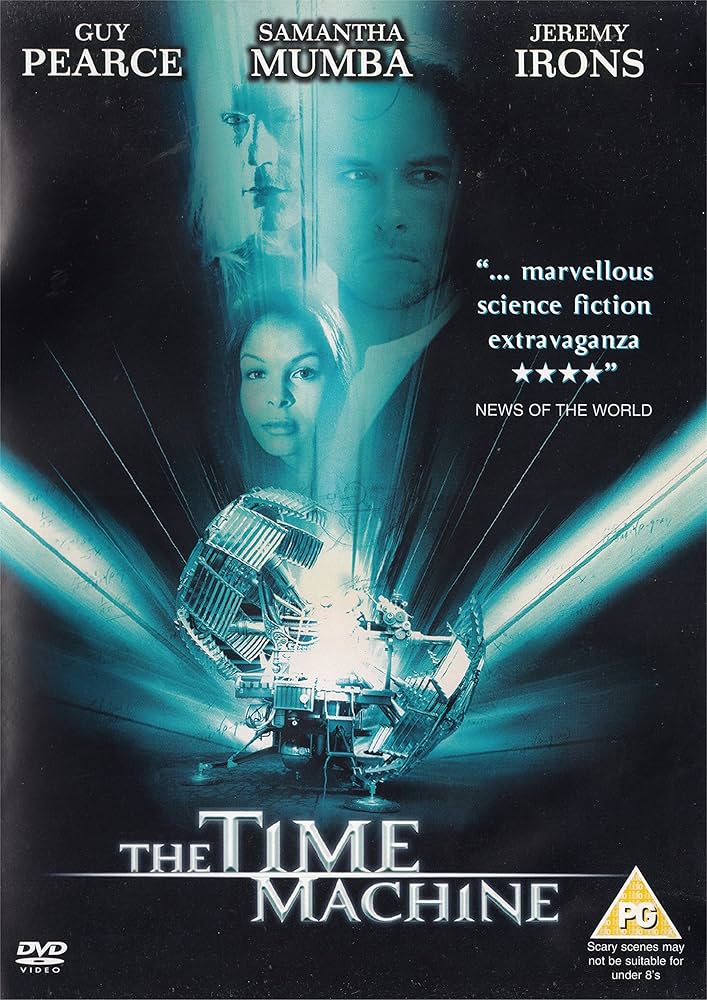 GUY
PEARCE
SAMANTHA
MUMBA
JEREMY
IRONS
“... marvellous
science fiction
extravaganza
★★★★”
NEWS OF THE WORLD
THE TIME
MACHINE
DVD
VIDEO
PG
Scary scenes may
not be suitable for
under 8's